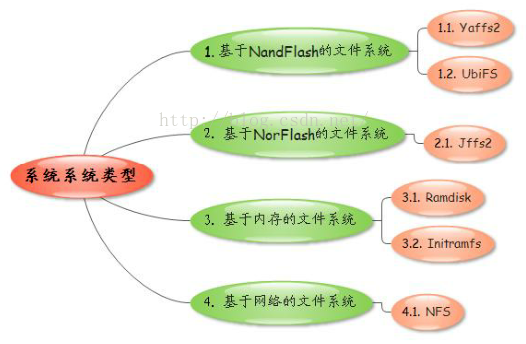 系统系统类型
1. 基于NandFlash的文件系统
1.1. Yaffs2
1.2. UbiFS
http://blog.csdn.net/
2. 基于NorFlash的文件系统
2.1. Jffs2
3. 基于内存的文件系统
3.1. Ramdisk
3.2. Initramfs
4. 基于网络的文件系统
4.1. NFS